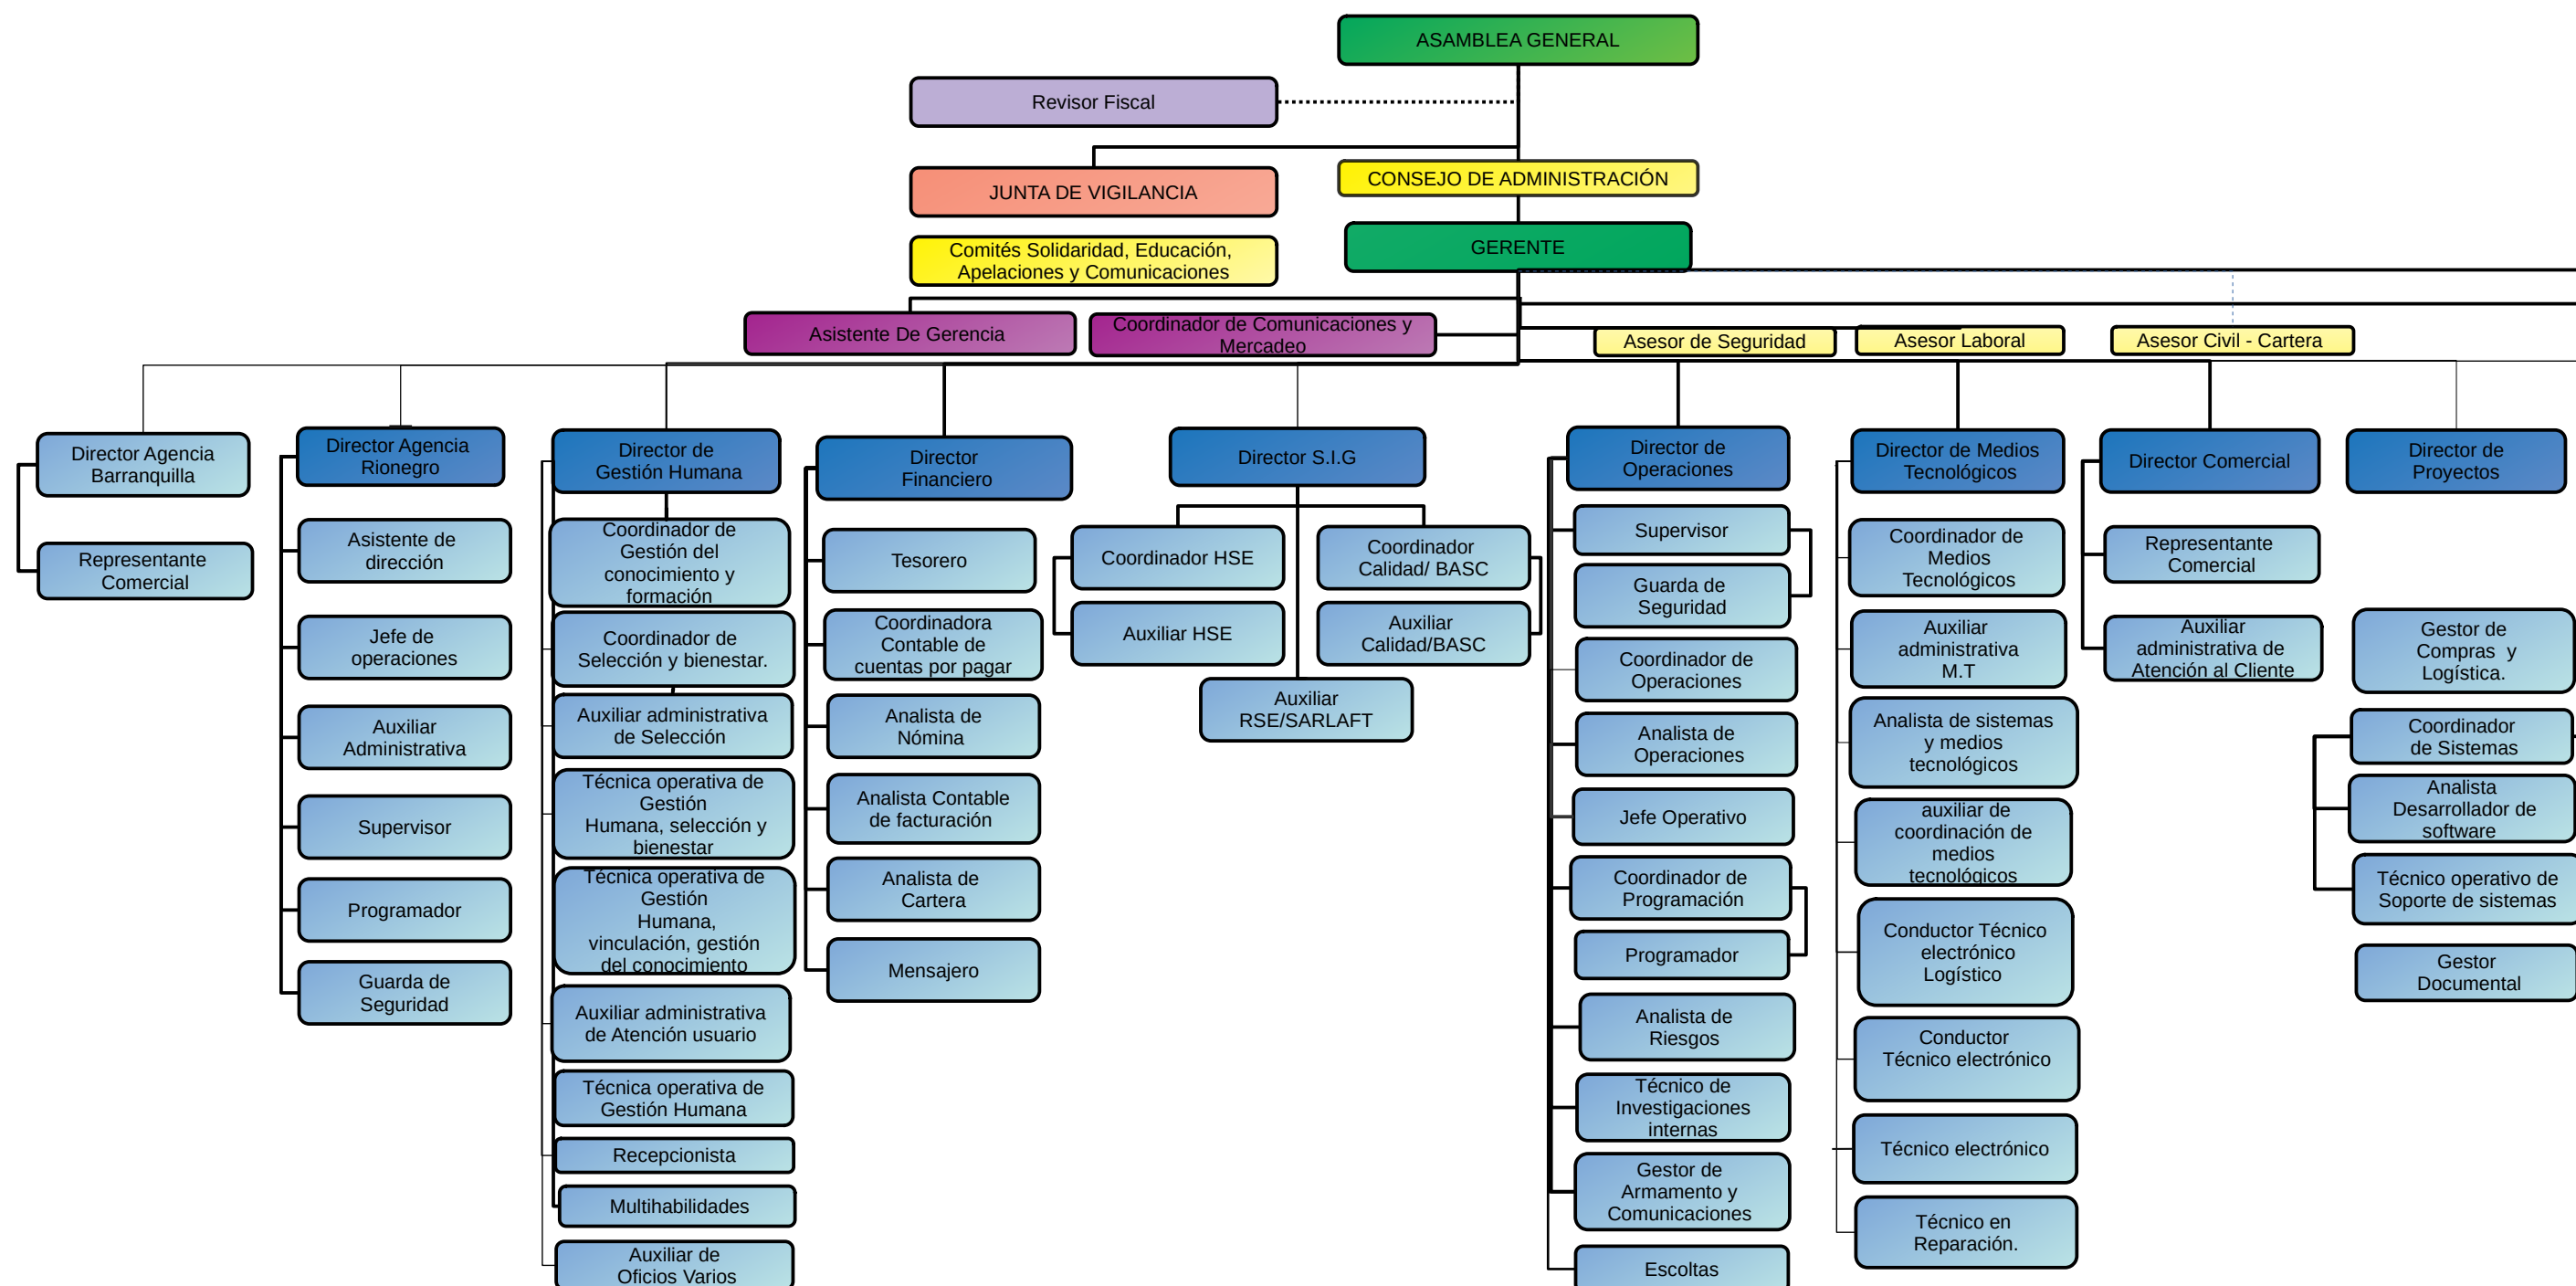 ASAMBLEA GENERAL
Revisor Fiscal
JUNTA DE VIGILANCIA
CONSEJO DE ADMINISTRACIÓN
Comités Solidaridad, Educación,
Apelaciones y Comunicaciones
GERENTE
Asistente De Gerencia
Coordinador de Comunicaciones y
Mercadeo
Asesor de Seguridad
Asesor Laboral
Asesor Civil - Cartera
Director Agencia
Barranquilla
Representante
Comercial
Director Agencia
Rionegro
Asistente de
dirección
Jefe de
operaciones
Auxiliar
Administrativa
Supervisor
Programador
Guarda de
Seguridad
Director de
Gestión Humana
Coordinador de
Gestión del
conocimiento y
formación
Coordinador de
Selección y bienestar.
Auxiliar administrativa
de Selección
Técnica operativa de
Gestión
Humana, selección y
bienestar
Técnica operativa de
Gestión
Humana,
vinculación, gestión
del conocimiento
Auxiliar administrativa
de Atención usuario
Técnica operativa de
Gestión Humana
Recepcionista
Multihabilidades
Auxiliar de
Oficios Varios
Director
Financiero
Tesorero
Coordinadora
Contable de
cuentas por pagar
Analista de
Nómina
Analista Contable
de facturación
Analista de
Cartera
Mensajero
Director S.I.G
Coordinador HSE
Auxiliar HSE
Coordinador
Calidad/ BASC
Auxiliar
Calidad/BASC
Auxiliar
RSE/SARLAFT
Director de
Operaciones
Supervisor
Guarda de
Seguridad
Coordinador de
Operaciones
Analista de
Operaciones
Jefe Operativo
Coordinador de
Programación
Programador
Analista de
Riesgos
Técnico de
Investigaciones
internas
Gestor de
Armamento y
Comunicaciones
Escoltas
Director de Medios
Tecnológicos
Coordinador de
Medios
Tecnológicos
Auxiliar
administrativa
M.T
Analista de sistemas
y medios
tecnológicos
auxiliar de
coordinación de
medios
tecnológicos
Conductor Técnico
electrónico
Logístico
Conductor
Técnico electrónico
Técnico electrónico
Técnico en
Reparación.
Director Comercial
Representante
Comercial
Auxiliar
administrativa de
Atención al Cliente
Director de
Proyectos
Gestor de
Compras y
Logística.
Coordinador
de Sistemas
Analista
Desarrollador de
software
Técnico operativo de
Soporte de sistemas
Gestor
Documental